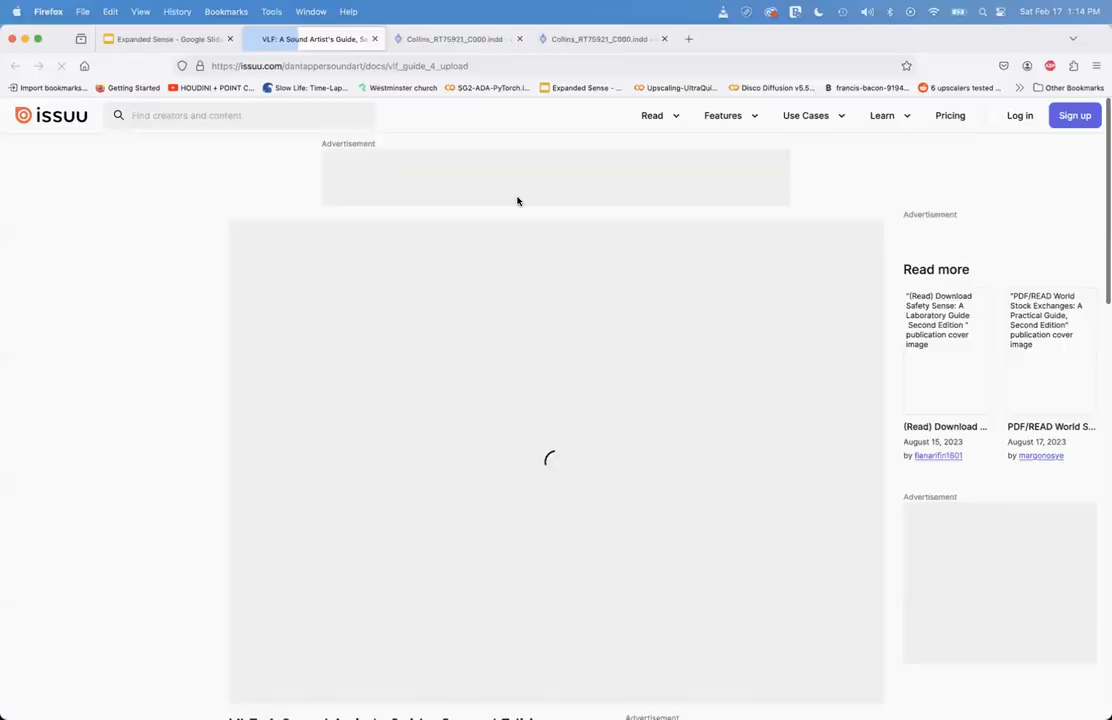 Firefox File Edit View History Bookmarks Tools Window Help Sat Feb 17 1:14 PM
Expanded Sense - Google Slid VLF: A Sound Artist's Guide, Se Collins_RT75921_C000.indd - Collins_RT75921_C000.indd -
https://issuu.com/dantappersoundart/docs/vlf_guide_4_upload
Import bookmarks... Getting Started HOUDINI + POINT C... Slow Life: Time-Lap... Westminster church SG2-ADA-PyTorch.i... Expanded Sense - ... Upscaling-UltraQui... Disco Diffusion v5.5... francis-bacon-9194... 6 upscalers tested ... Other Bookmarks
issuu Find creators and content Read Features Use Cases Learn Pricing Log in Sign up
Advertisement
Advertisement
Read more
"(Read) Download
Safety Sense: A
Laboratory Guide
Second Edition "
publication cover
image
"PDF/READ World
Stock Exchanges: A
Practical Guide,
Second Edition"
publication cover
image
(Read) Download ...
August 15, 2023
by fianarifin1801
PDF/READ World S...
August 17, 2023
by margonosye
Advertisement
Advertisement